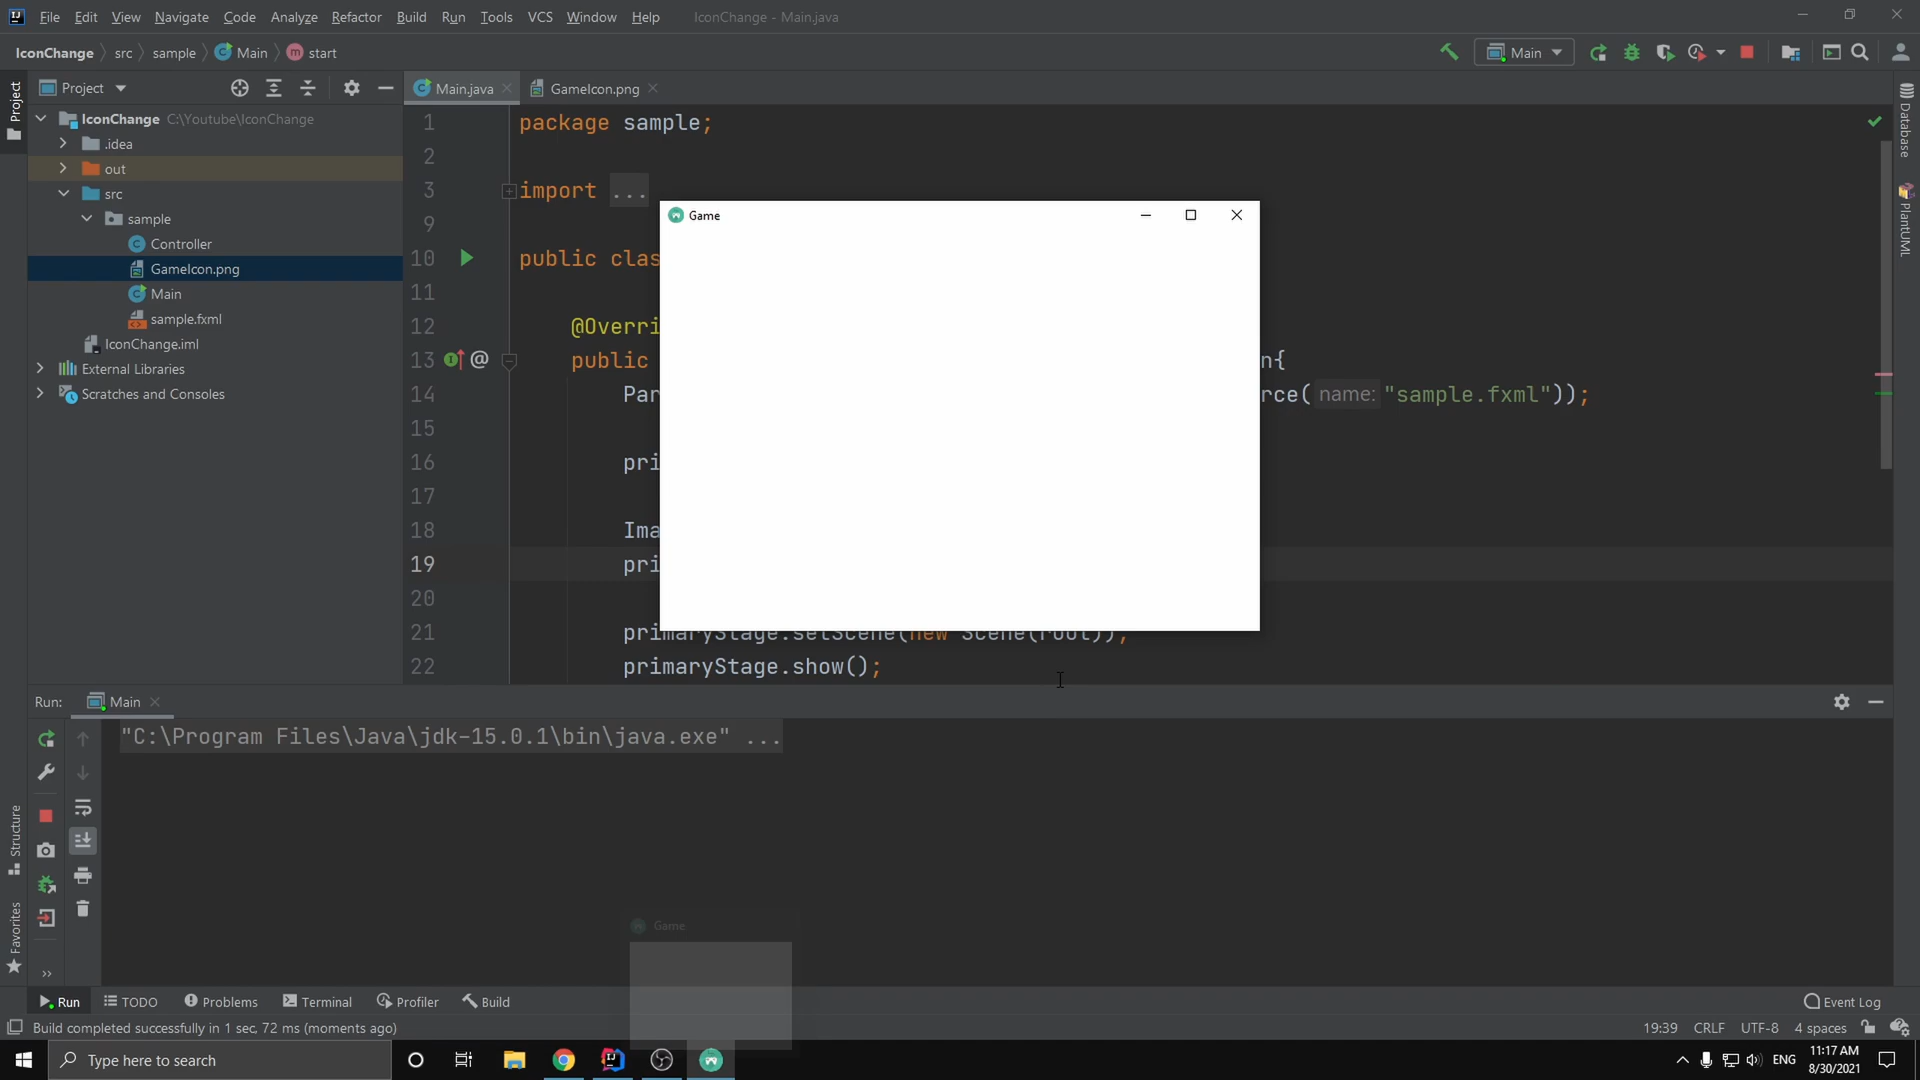 File Edit View Navigate Code Analyze Refactor Build Run Tools VCS Window Help IconChange - Main.java
IconChange src sample Main start
Main
Project
Main.java
GameIcon.png
IconChange C:\Youtube\IconChange
.idea
out
src
sample
Controller
GameIcon.png
Main
sample.fxml
IconChange.iml
External Libraries
Scratches and Consoles
Project
Structure
Favorites
Database
PlantUML
1 package sample;
2
3 import ...
9
10 public clas
11
12 @Overri
13 public n{
14 Par rce( name: "sample.fxml"));
15
16 pri
17
18 Ima
19 pri
20
21 primaryStage.setScene(new Scene(root));
22 primaryStage.show();
Game
Run: Main
"C:\Program Files\Java\jdk-15.0.1\bin\java.exe" ...
Game
Run TODO Problems Terminal Profiler Build Event Log
Build completed successfully in 1 sec, 72 ms (moments ago) 19:39 CRLF UTF-8 4 spaces
Type here to search
ENG
11:17 AM
8/30/2021